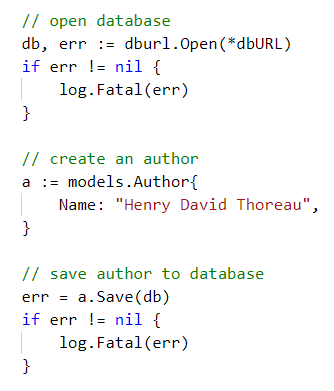 // open database
db, err := dburl.Open(*dbURL)
if err != nil {
    log.Fatal(err)
}

// create an author
a := models.Author{
    Name: "Henry David Thoreau",
}

// save author to database
err = a.Save(db)
if err != nil {
    log.Fatal(err)
}